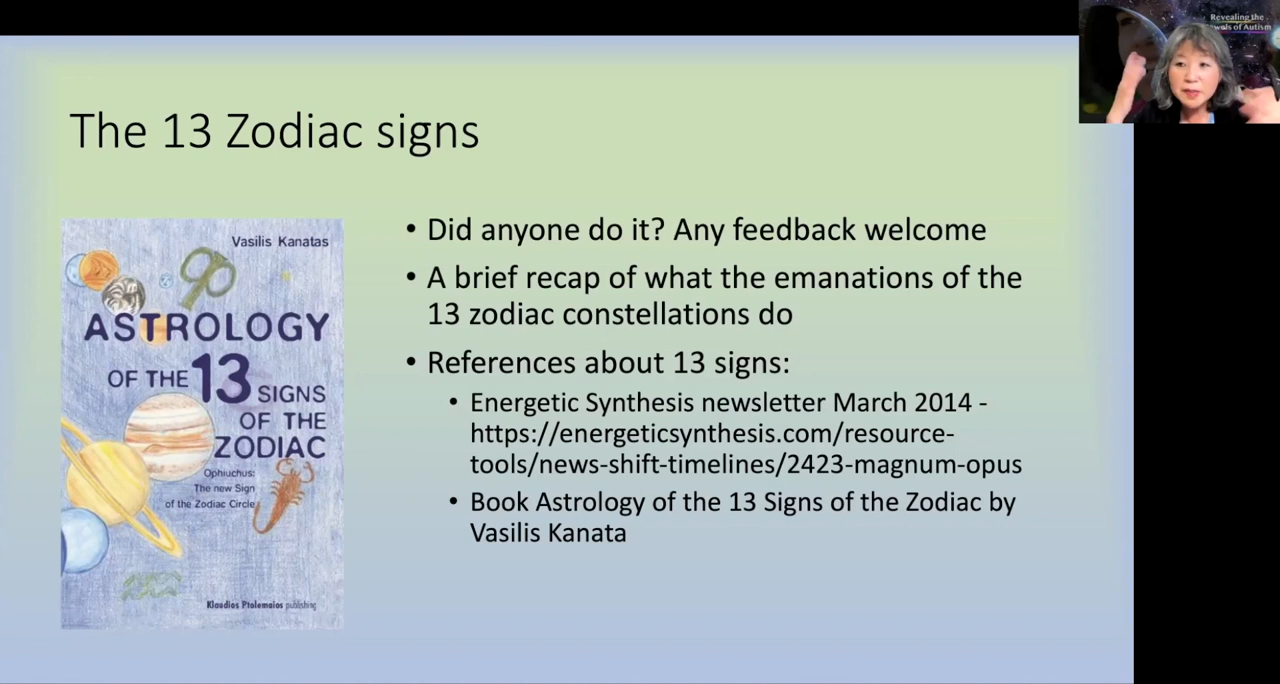 Revealing the
wels of Autism
The 13 Zodiac signs
Vasilis Kanatas
ASTROLOGY
OF THE 13 SIGNS
OF THE
ZODIAC
Ophiuchus:
The new Sign
of the Zodiac Circle
Klaudios Ptolemaios publishing
• Did anyone do it? Any feedback welcome
• A brief recap of what the emanations of the
13 zodiac constellations do
• References about 13 signs:
• Energetic Synthesis newsletter March 2014 -
https://energeticsynthesis.com/resource-
tools/news-shift-timelines/2423-magnum-opus
• Book Astrology of the 13 Signs of the Zodiac by
Vasilis Kanata